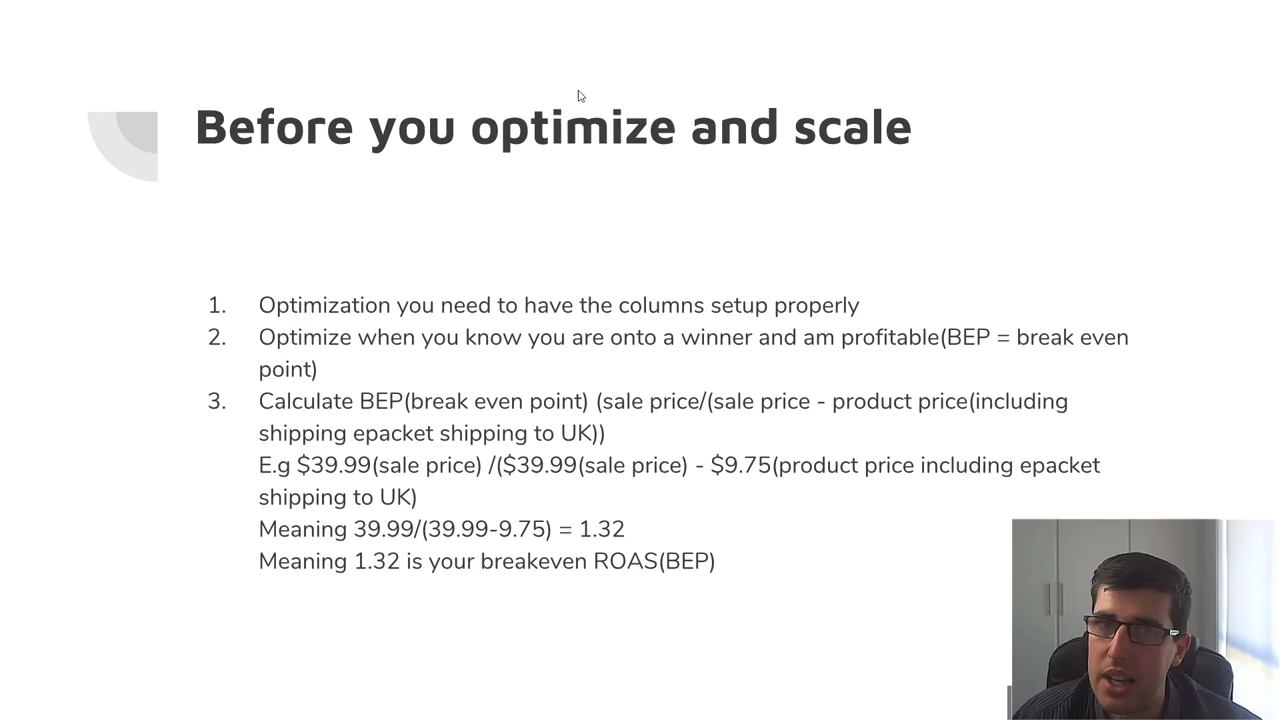 Before you optimize and scale
1. Optimization you need to have the columns setup properly
2. Optimize when you know you are onto a winner and am profitable(BEP = break even
point)
3. Calculate BEP(break even point) (sale price/(sale price - product price(including
shipping epacket shipping to UK))
E.g $39.99(sale price) /($39.99(sale price) - $9.75(product price including epacket
shipping to UK)
Meaning 39.99/(39.99-9.75) = 1.32
Meaning 1.32 is your breakeven ROAS(BEP)